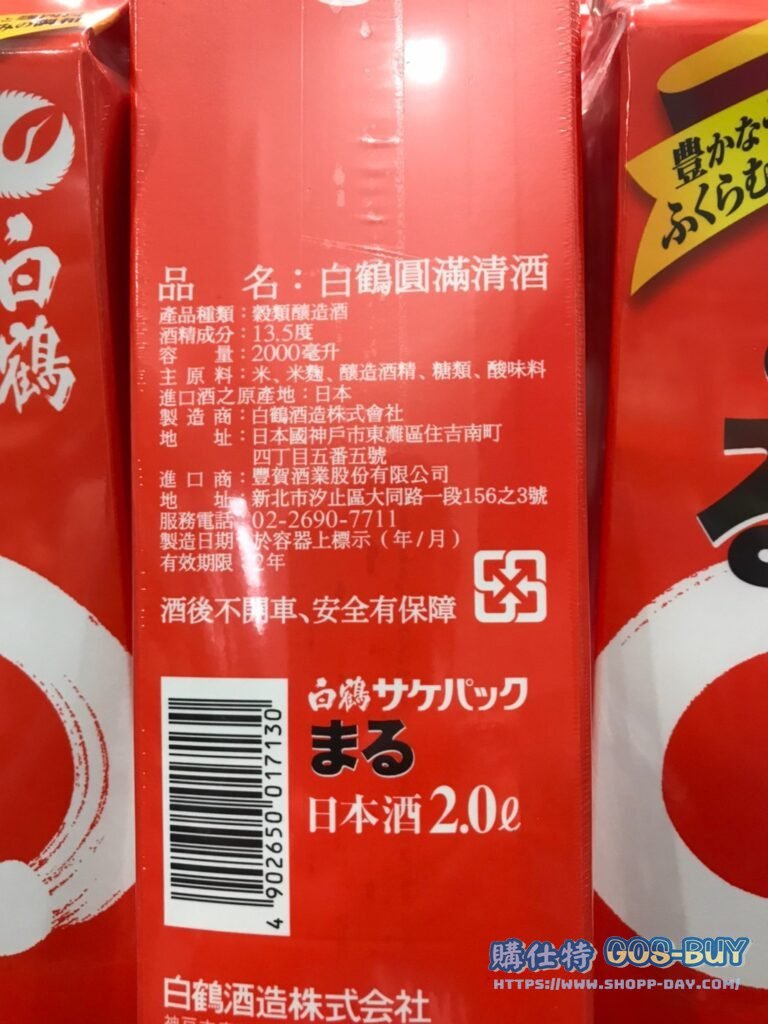 白鶴
豊かな
ふくらむ
品名：白鶴圓滿清酒
產品種類：穀類釀造酒
酒精成分：13.5度
容量：2000毫升
主原料：米、米麴、釀造酒精、糖類、酸味料
進口酒之原產地：日本
製造商：白鶴酒造株式會社
地址：日本國神戶市東灘區住吉南町
四丁目五番五號
進口商：豐賀酒業股份有限公司
地址：新北市汐止區大同路一段156之3號
服務電話：02-2690-7711
製造日期：於容器上標示（年/月）
有效期限：2年
酒後不開車、安全有保障
白鶴サケパック
まる
日本酒2.0ℓ
4902650017130
白鶴酒造株式会社
る
購仕特 GOS-BUY
HTTPS://WWW.SHOPP-DAY.COM/